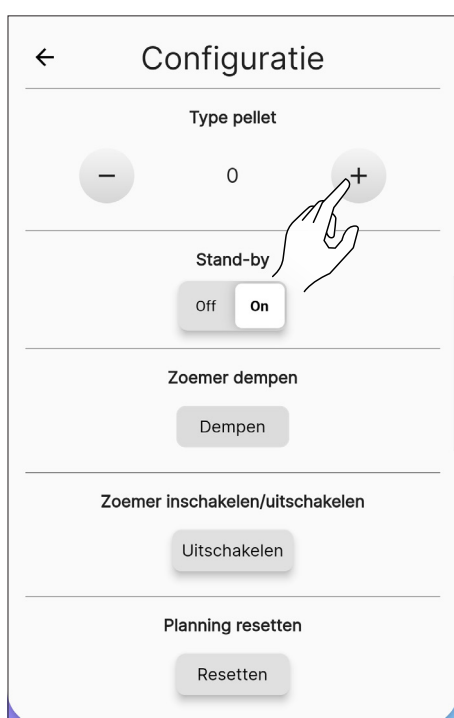 ← Configuratie
Type pellet
− 0 +
Stand-by
Off On
Zoemer dempen
Dempen
Zoemer inschakelen/uitschakelen
Uitschakelen
Planning resetten
Resetten